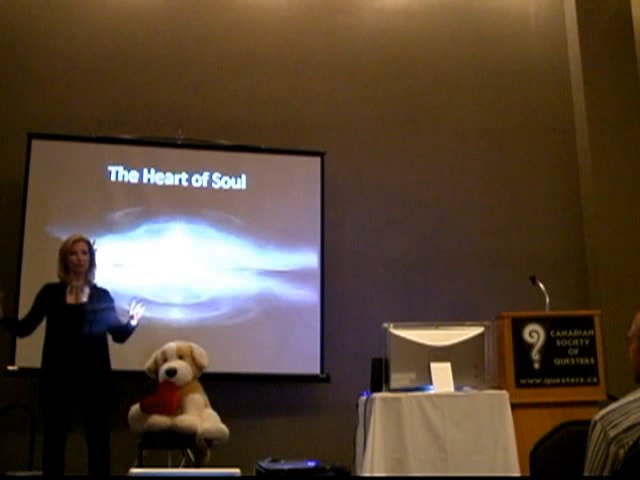 The Heart of Soul
CANADIAN
SOCIETY
OF
QUESTERS
www.questers.ca